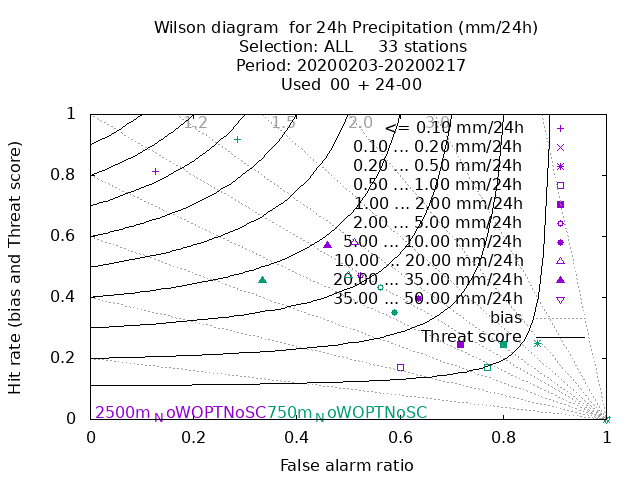 Wilson diagram  for 24h Precipitation (mm/24h)
Selection: ALL     33 stations
Period: 20200203-20200217
Used  00 + 24-00
1.2 1.5 2.0 3.0
<= 0.10 mm/24h
0.10 ... 0.20 mm/24h
0.20 ... 0.50 mm/24h
0.50 ... 1.00 mm/24h
1.00 ... 2.00 mm/24h
2.00 ... 5.00 mm/24h
5.00 ... 10.00 mm/24h
10.00 ... 20.00 mm/24h
20.00 ... 35.00 mm/24h
35.00 ... 50.00 mm/24h
bias
Threat score
Hit rate (bias and Threat score)
1
0.8
0.6
0.4
0.2
0
2500m_NoWOPTNoSC 750m_NoWOPTNoSC
0 0.2 0.4 0.6 0.8 1
False alarm ratio